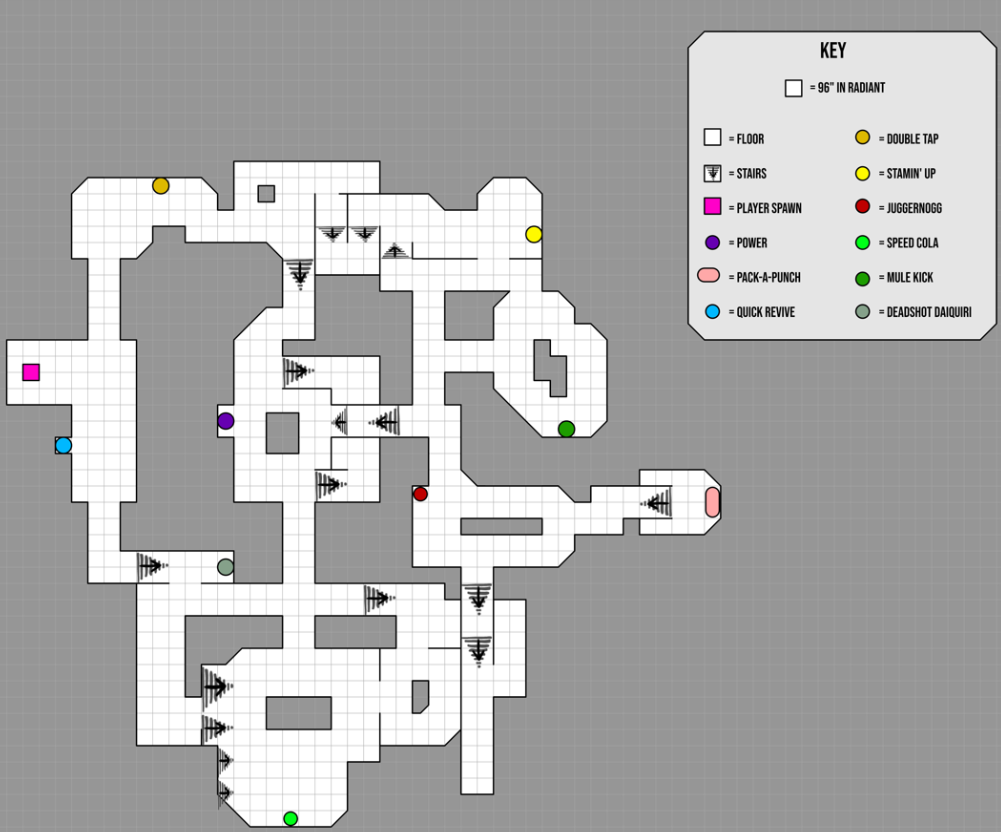 KEY
= 96" IN RADIANT
= FLOOR
= DOUBLE TAP
= STAIRS
= STAMIN' UP
= PLAYER SPAWN
= JUGGERNOGG
= POWER
= SPEED COLA
= PACK-A-PUNCH
= MULE KICK
= QUICK REVIVE
= DEADSHOT DAIQUIRI